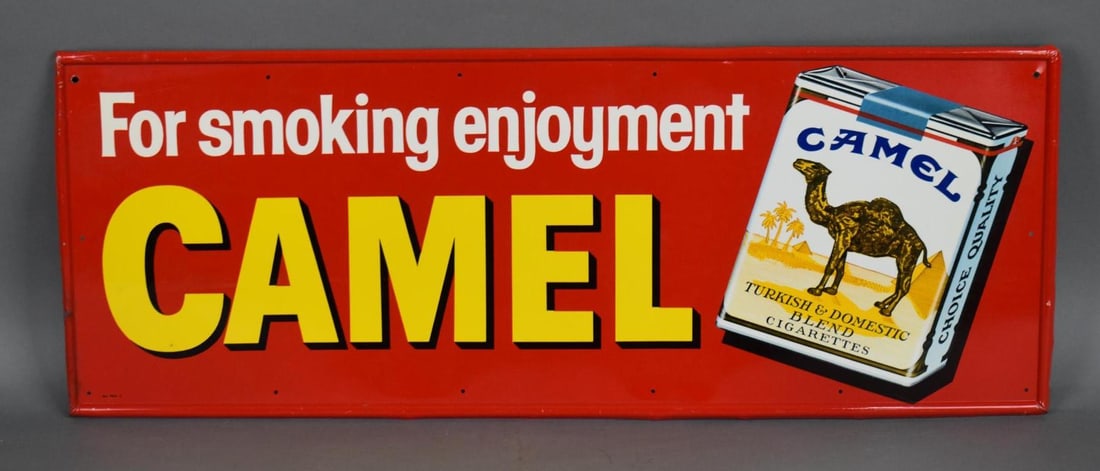 For smoking enjoyment
CAMEL
CAMEL
TURKISH & DOMESTIC
BLEND
CIGARETTES
CHOICE QUALITY